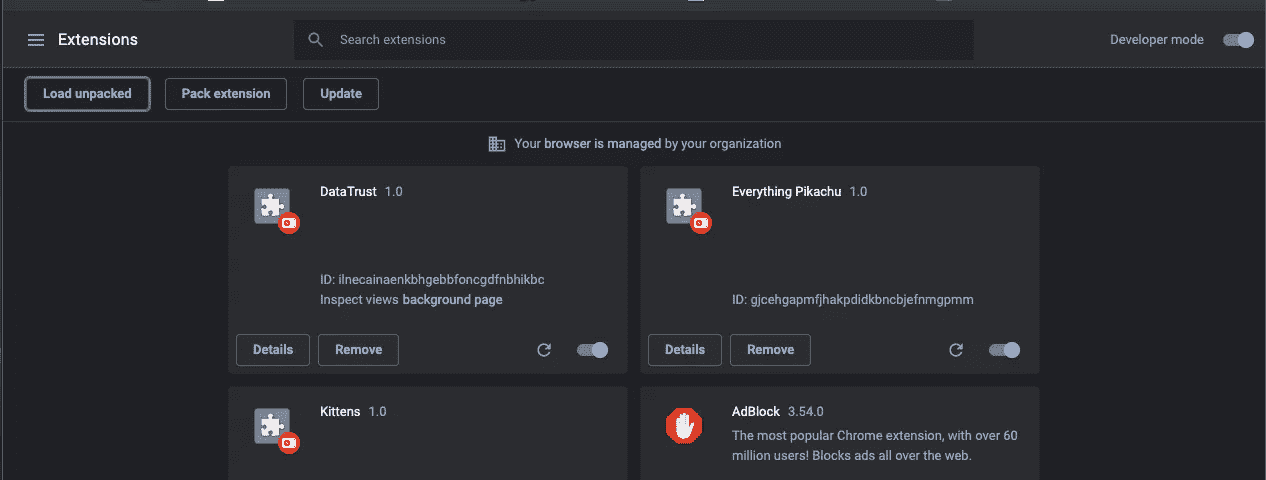 Extensions
Search extensions
Developer mode
Load unpacked
Pack extension
Update
Your browser is managed by your organization
DataTrust 1.0
ID: ilnecainaenkbhgebbfoncgdfnbhikbc
Inspect views background page
Details
Remove
Everything Pikachu 1.0
ID: gjcehgapmfjhakpdidkbncbjefnmgpmm
Details
Remove
Kittens 1.0
AdBlock 3.54.0
The most popular Chrome extension, with over 60
million users! Blocks ads all over the web.